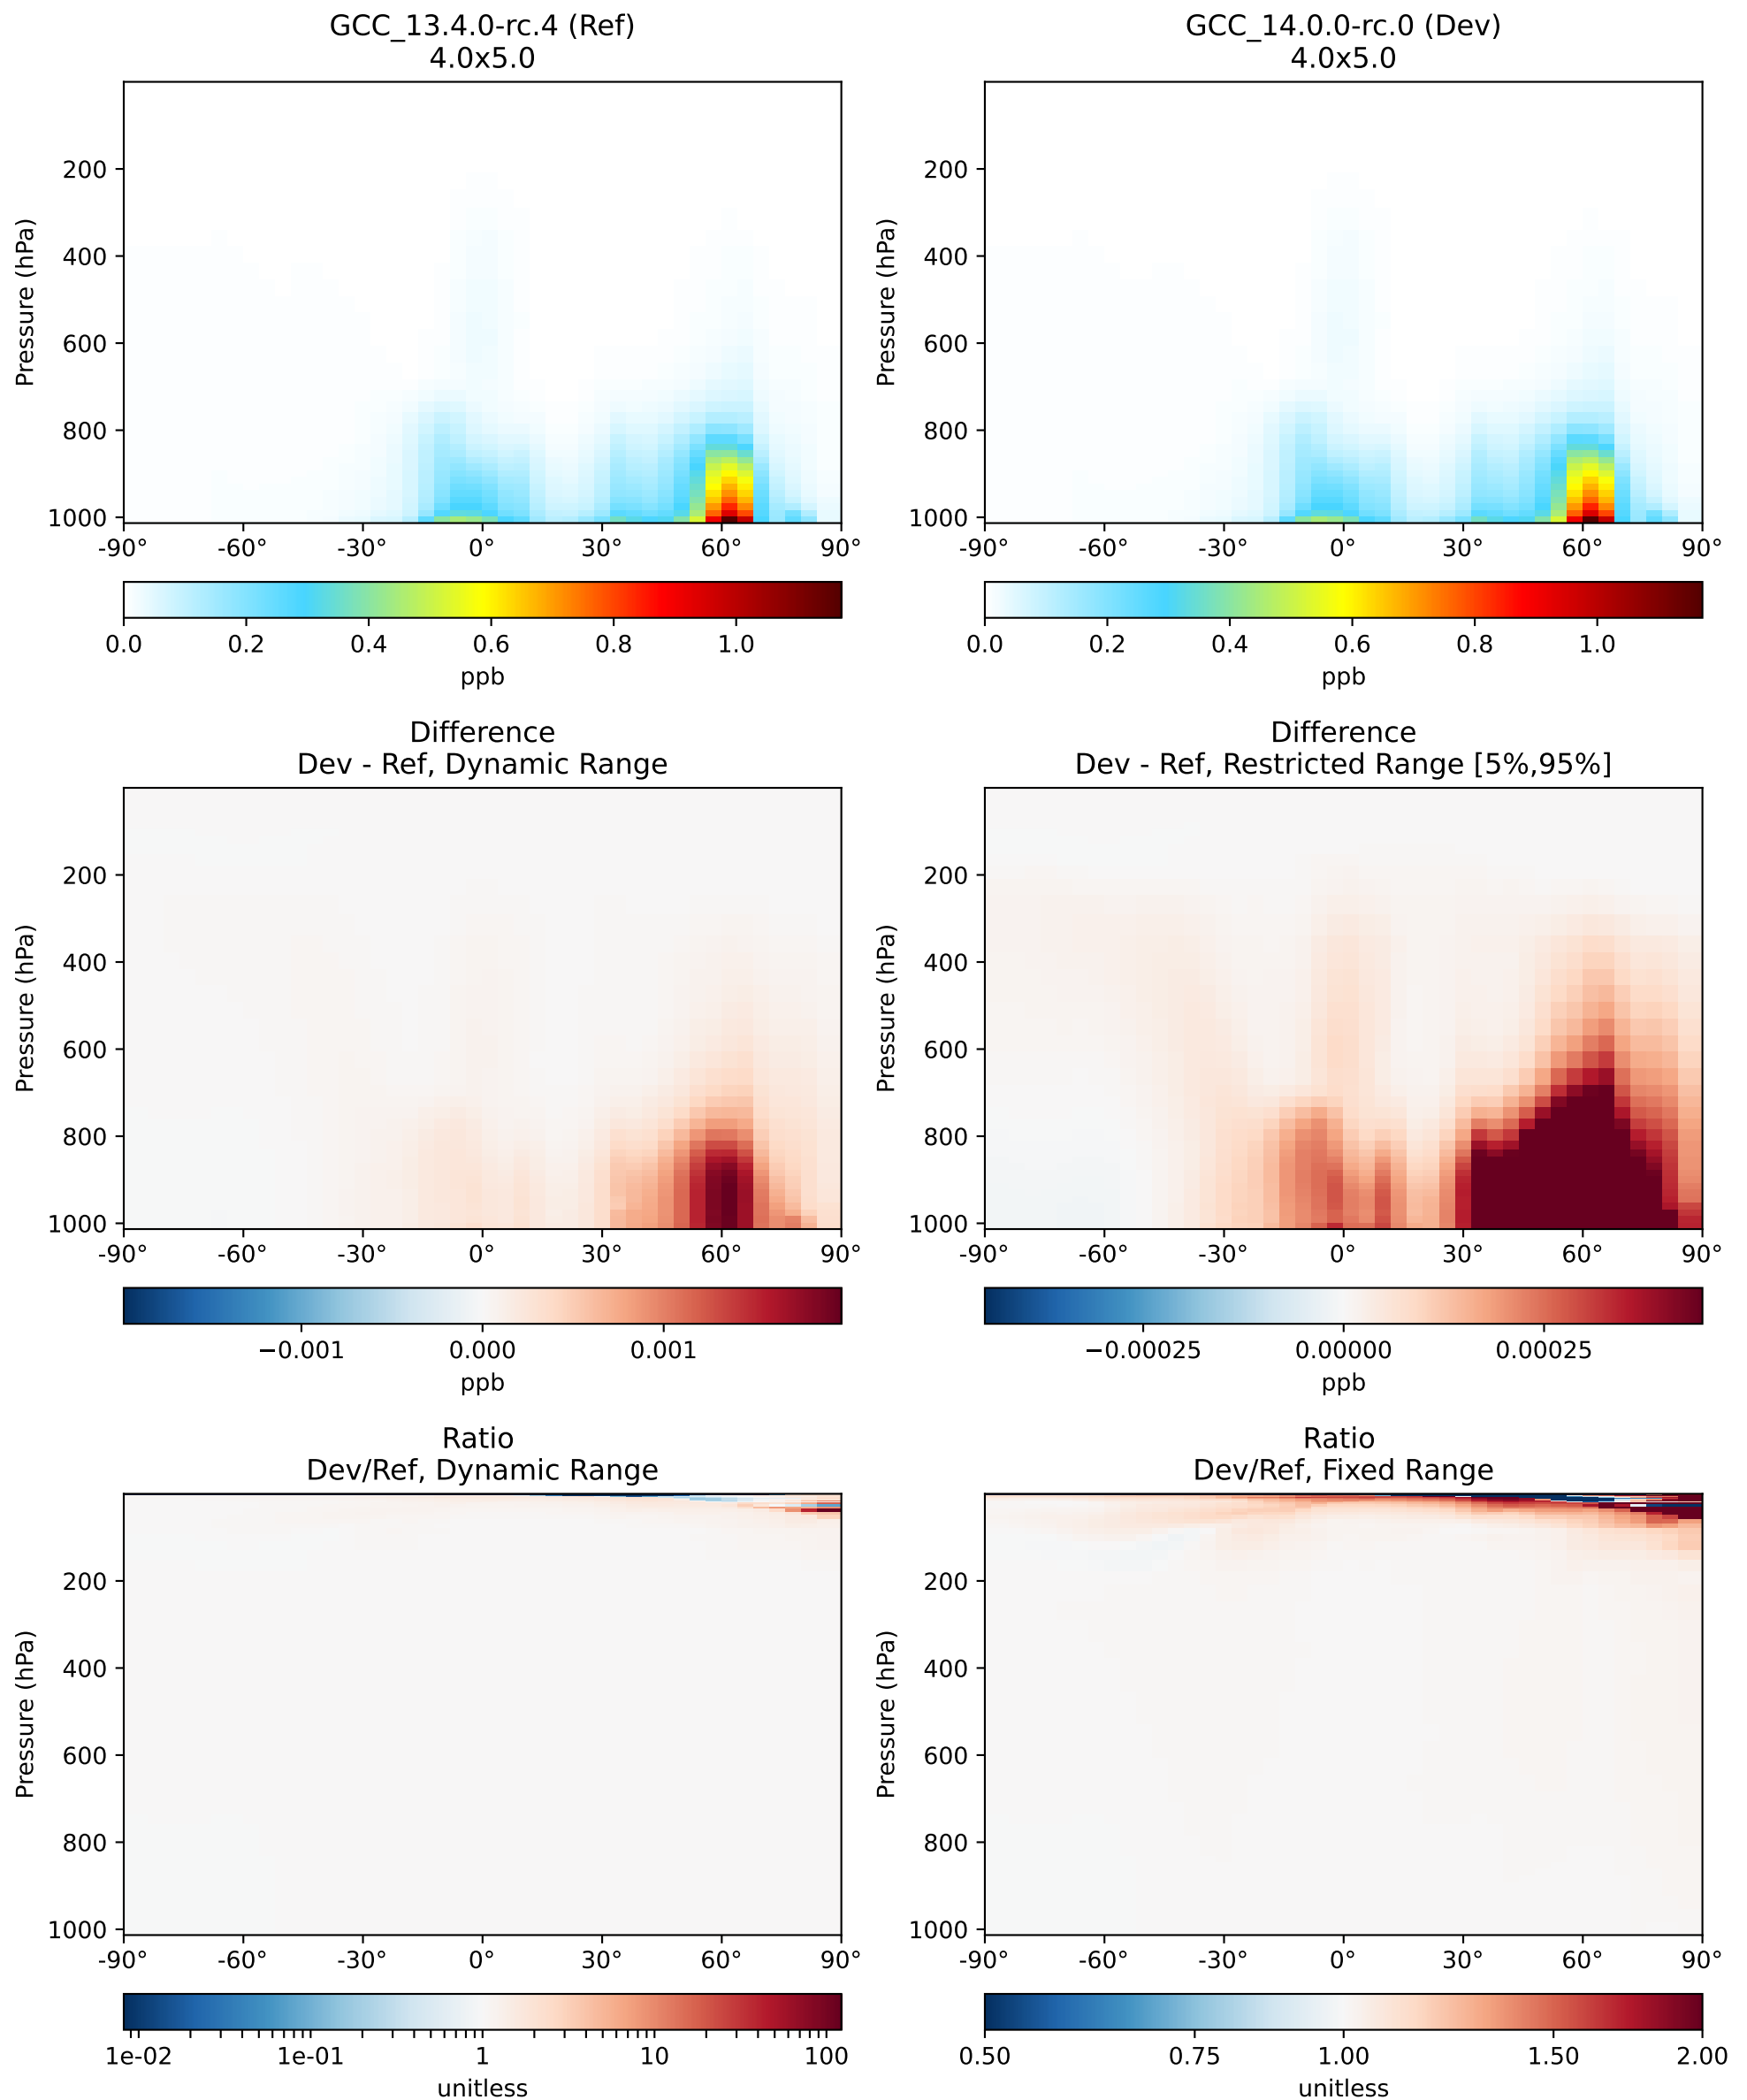 GCC_13.4.0-rc.4 (Ref)
4.0x5.0
Pressure (hPa)
200
400
600
800
1000
-90° -60° -30° 0° 30° 60° 90°
0.0 0.2 0.4 0.6 0.8 1.0
ppb
GCC_14.0.0-rc.0 (Dev)
4.0x5.0
Pressure (hPa)
200
400
600
800
1000
-90° -60° -30° 0° 30° 60° 90°
0.0 0.2 0.4 0.6 0.8 1.0
ppb
Difference
Dev - Ref, Dynamic Range
Pressure (hPa)
200
400
600
800
1000
-90° -60° -30° 0° 30° 60° 90°
−0.001 0.000 0.001
ppb
Difference
Dev - Ref, Restricted Range [5%,95%]
Pressure (hPa)
200
400
600
800
1000
-90° -60° -30° 0° 30° 60° 90°
−0.00025 0.00000 0.00025
ppb
Ratio
Dev/Ref, Dynamic Range
Pressure (hPa)
200
400
600
800
1000
-90° -60° -30° 0° 30° 60° 90°
1e-02 1e-01 1 10 100
unitless
Ratio
Dev/Ref, Fixed Range
Pressure (hPa)
200
400
600
800
1000
-90° -60° -30° 0° 30° 60° 90°
0.50 0.75 1.00 1.50 2.00
unitless